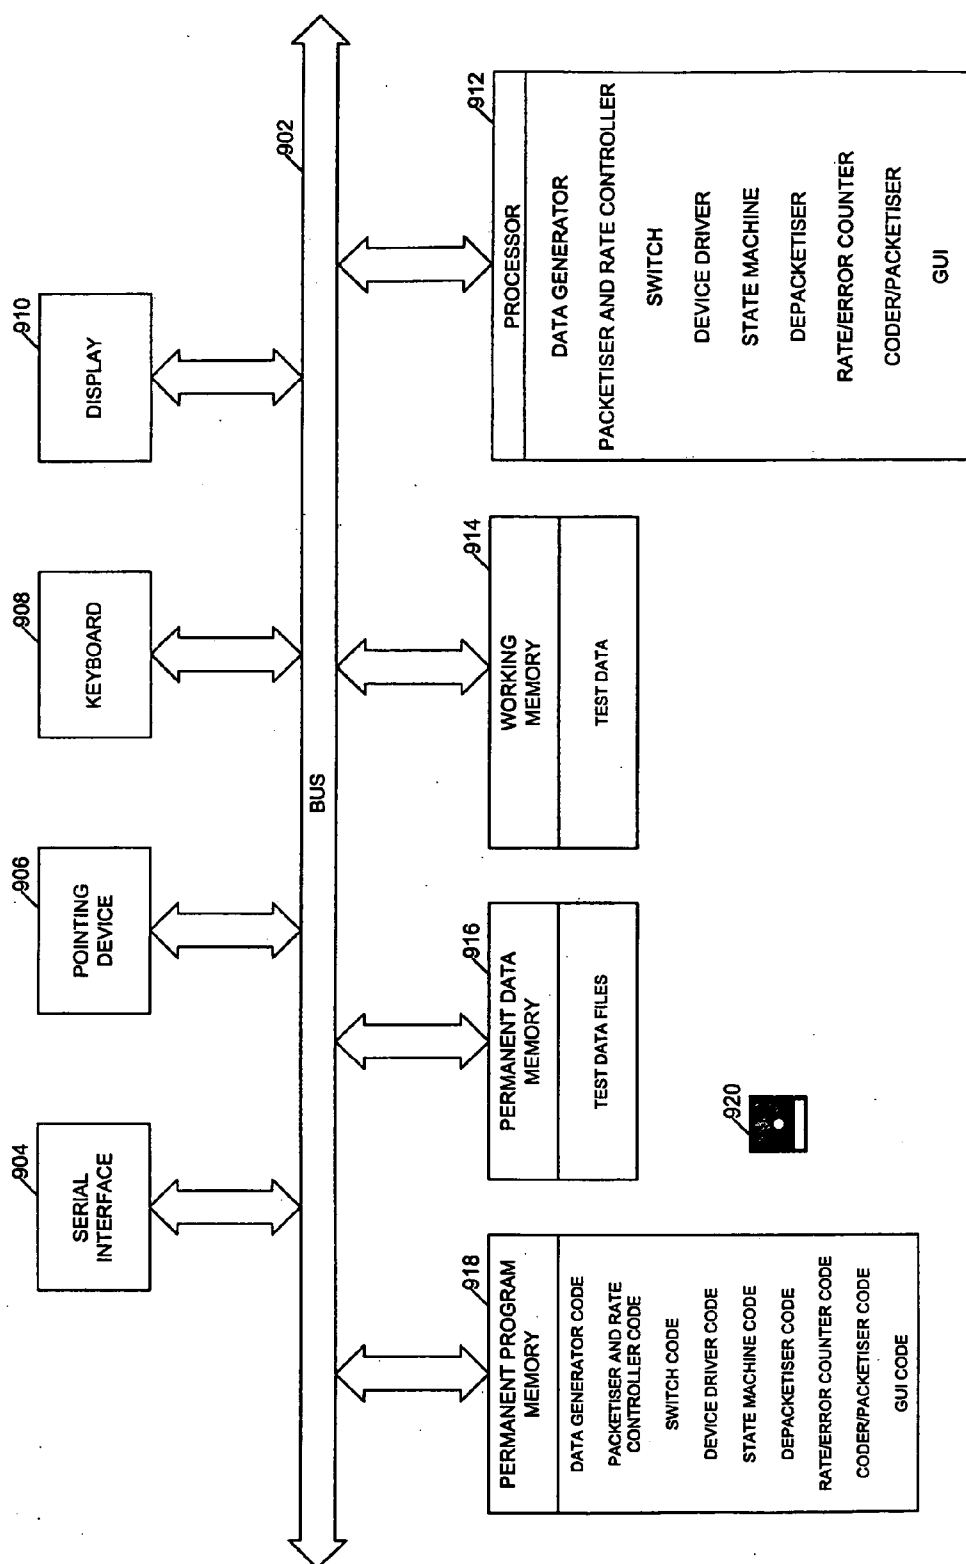 904
SERIAL
INTERFACE
906
POINTING
DEVICE
908
KEYBOARD
910
DISPLAY
BUS
902
918
PERMANENT PROGRAM
MEMORY
DATA GENERATOR CODE
PACKETISER AND RATE
CONTROLLER CODE
SWITCH CODE
DEVICE DRIVER CODE
STATE MACHINE CODE
DEPACKETISER CODE
RATE/ERROR COUNTER CODE
CODER/PACKETISER CODE
GUI CODE
916
PERMANENT DATA
MEMORY
TEST DATA FILES
920
914
WORKING
MEMORY
TEST DATA
912
PROCESSOR
DATA GENERATOR
PACKETISER AND RATE CONTROLLER
SWITCH
DEVICE DRIVER
STATE MACHINE
DEPACKETISER
RATE/ERROR COUNTER
CODER/PACKETISER
GUI